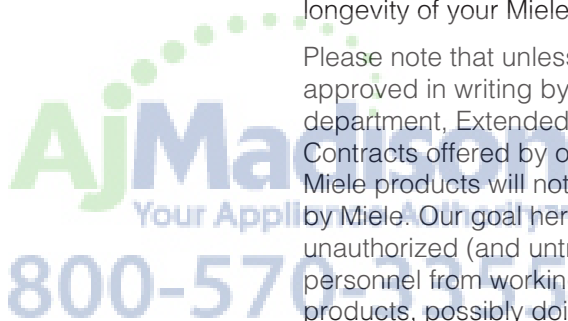 longevity of your Miele
Please note that unless
approved in writing by
department, Extended
Contracts offered by o
Miele products will not
by Miele. Our goal her
unauthorized (and untr
personnel from workin
products, possibly doi
AjMadison
Your Appliance Authority
800-570-3355